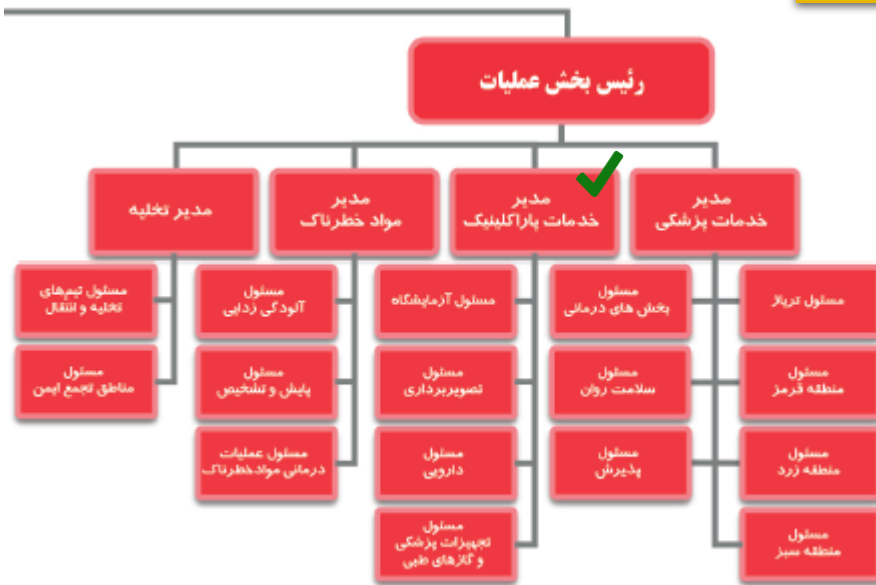 رئیس بخش عملیات
مدیر
خدمات پزشکی
مدیر
خدمات پاراکلینیک
مدیر
مواد خطرناک
مدیر تخلیه
مسئول تریاژ
مسئول
منطقه قرمز
مسئول
منطقه زرد
مسئول
منطقه سبز
مسئول
بخش های درمانی
مسئول
سلامت روان
مسئول
پذیرش
مسئول آزمایشگاه
مسئول
تصویربرداری
مسئول
دارویی
مسئول
تجهیزات پزشکی
و گازهای طبی
مسئول
آلودگی زدایی
مسئول
پایش و تشخیص
مسئول عملیات
درمانی موادخطرناک
مسئول تیم‌های
تخلیه و انتقال
مسئول
مناطق تجمع ایمن